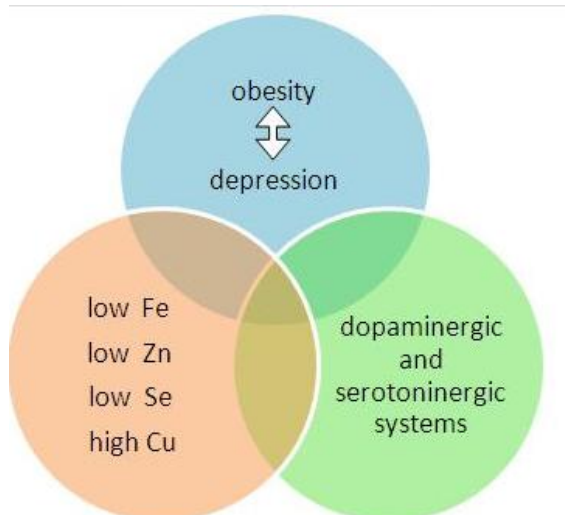 obesity
depression
low Fe
low Zn
low Se
high Cu
dopaminergic
and
serotoninergic
systems